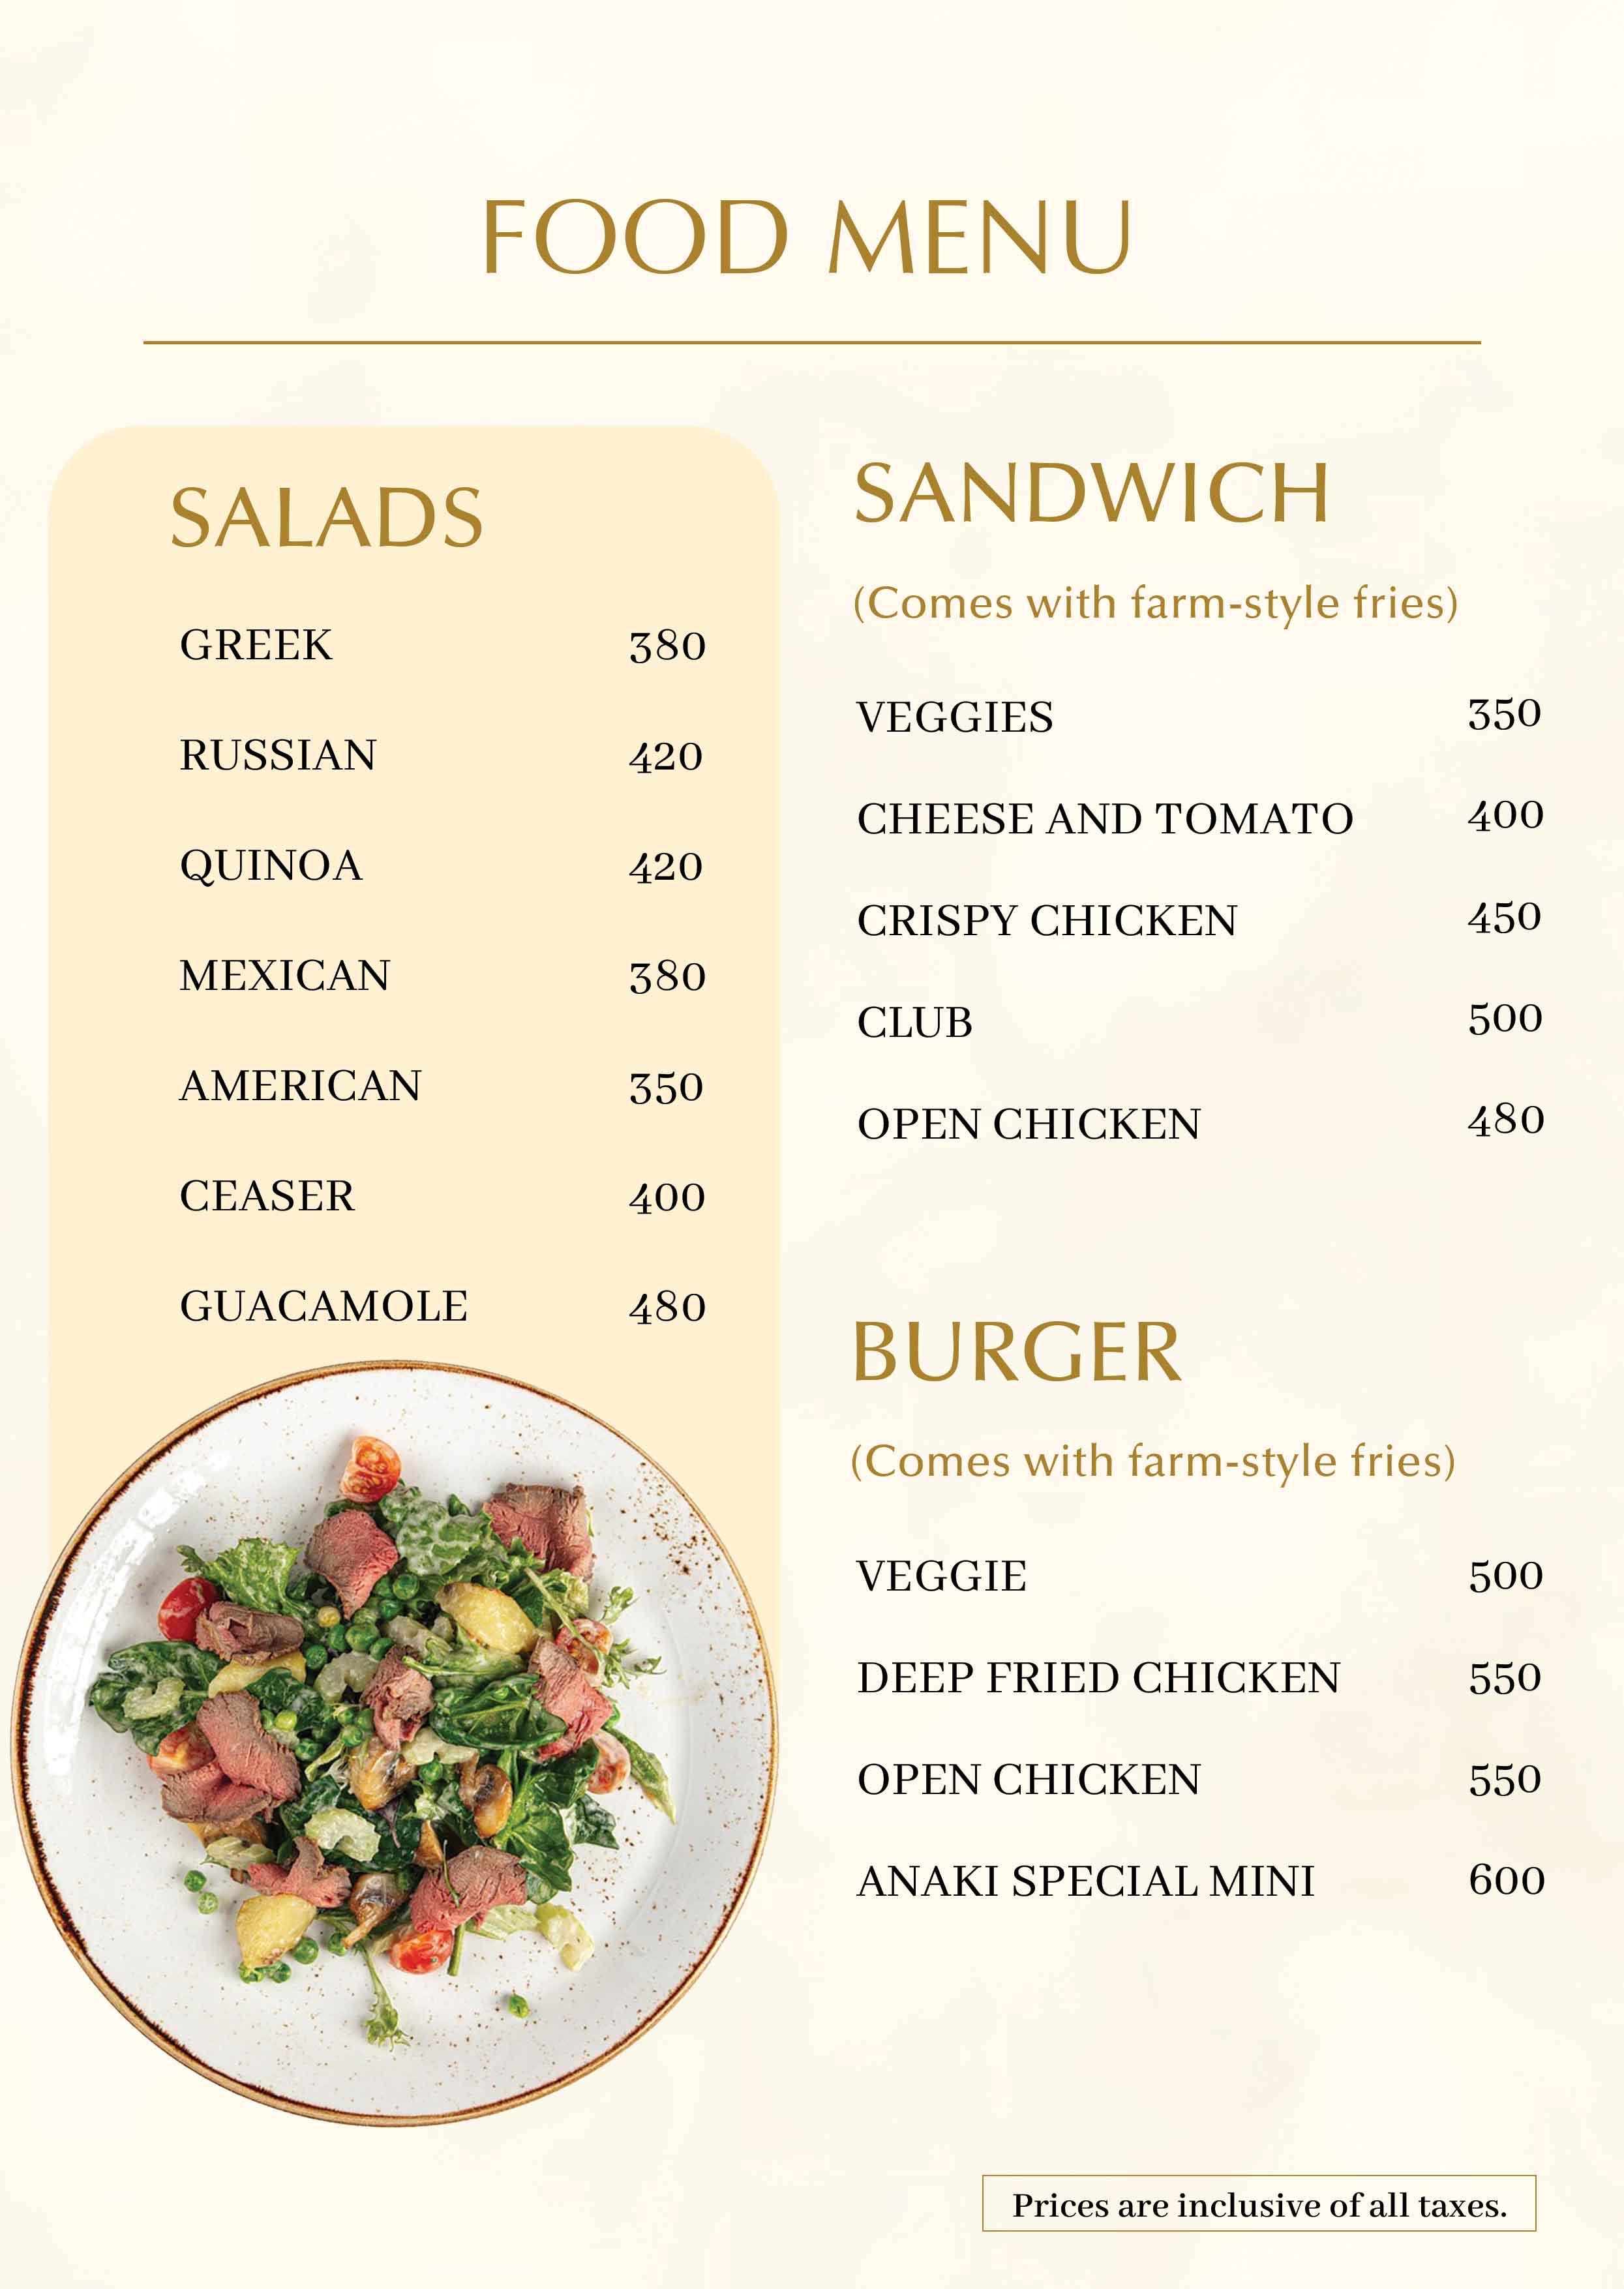 FOOD MENU
SALADS
GREEK 380
RUSSIAN 420
QUINOA 420
MEXICAN 380
AMERICAN 350
CEASER 400
GUACAMOLE 480
SANDWICH
(Comes with farm-style fries)
VEGGIES 350
CHEESE AND TOMATO 400
CRISPY CHICKEN 450
CLUB 500
OPEN CHICKEN 480
BURGER
(Comes with farm-style fries)
VEGGIE 500
DEEP FRIED CHICKEN 550
OPEN CHICKEN 550
ANAKI SPECIAL MINI 600
Prices are inclusive of all taxes.